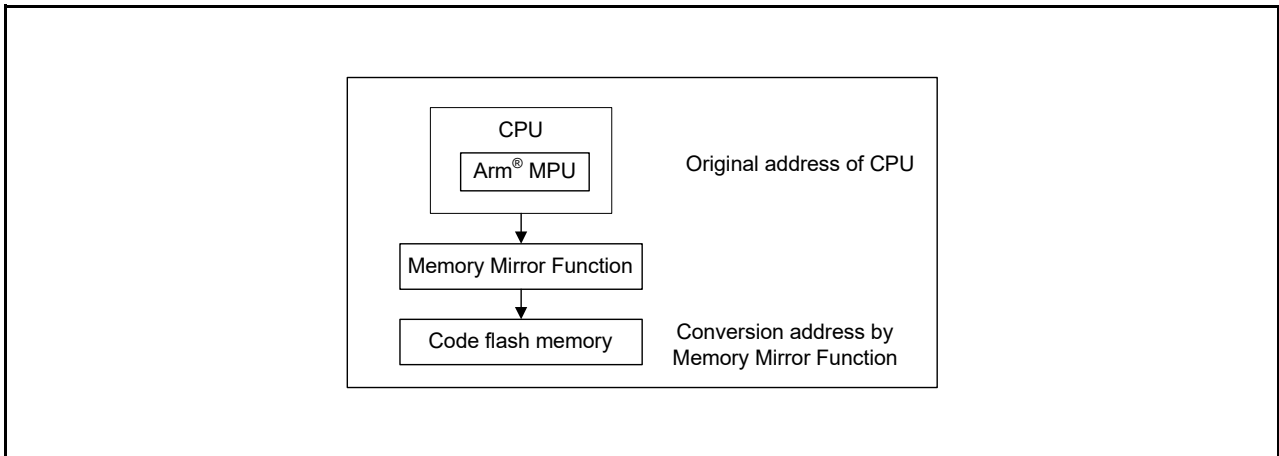 CPU
Arm® MPU
Original address of CPU
Memory Mirror Function
Code flash memory
Conversion address by
Memory Mirror Function